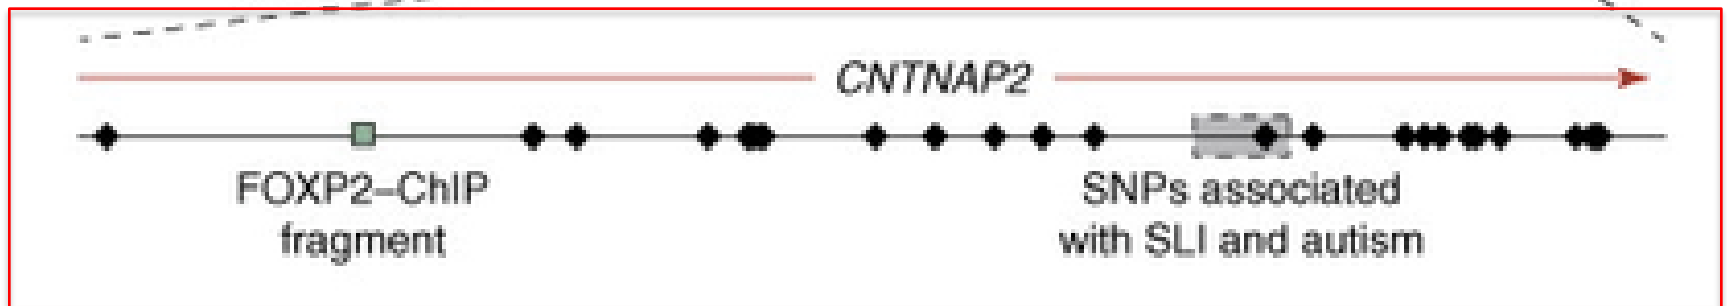 CNTNAP2
FOXP2–ChIP
fragment
SNPs associated
with SLI and autism